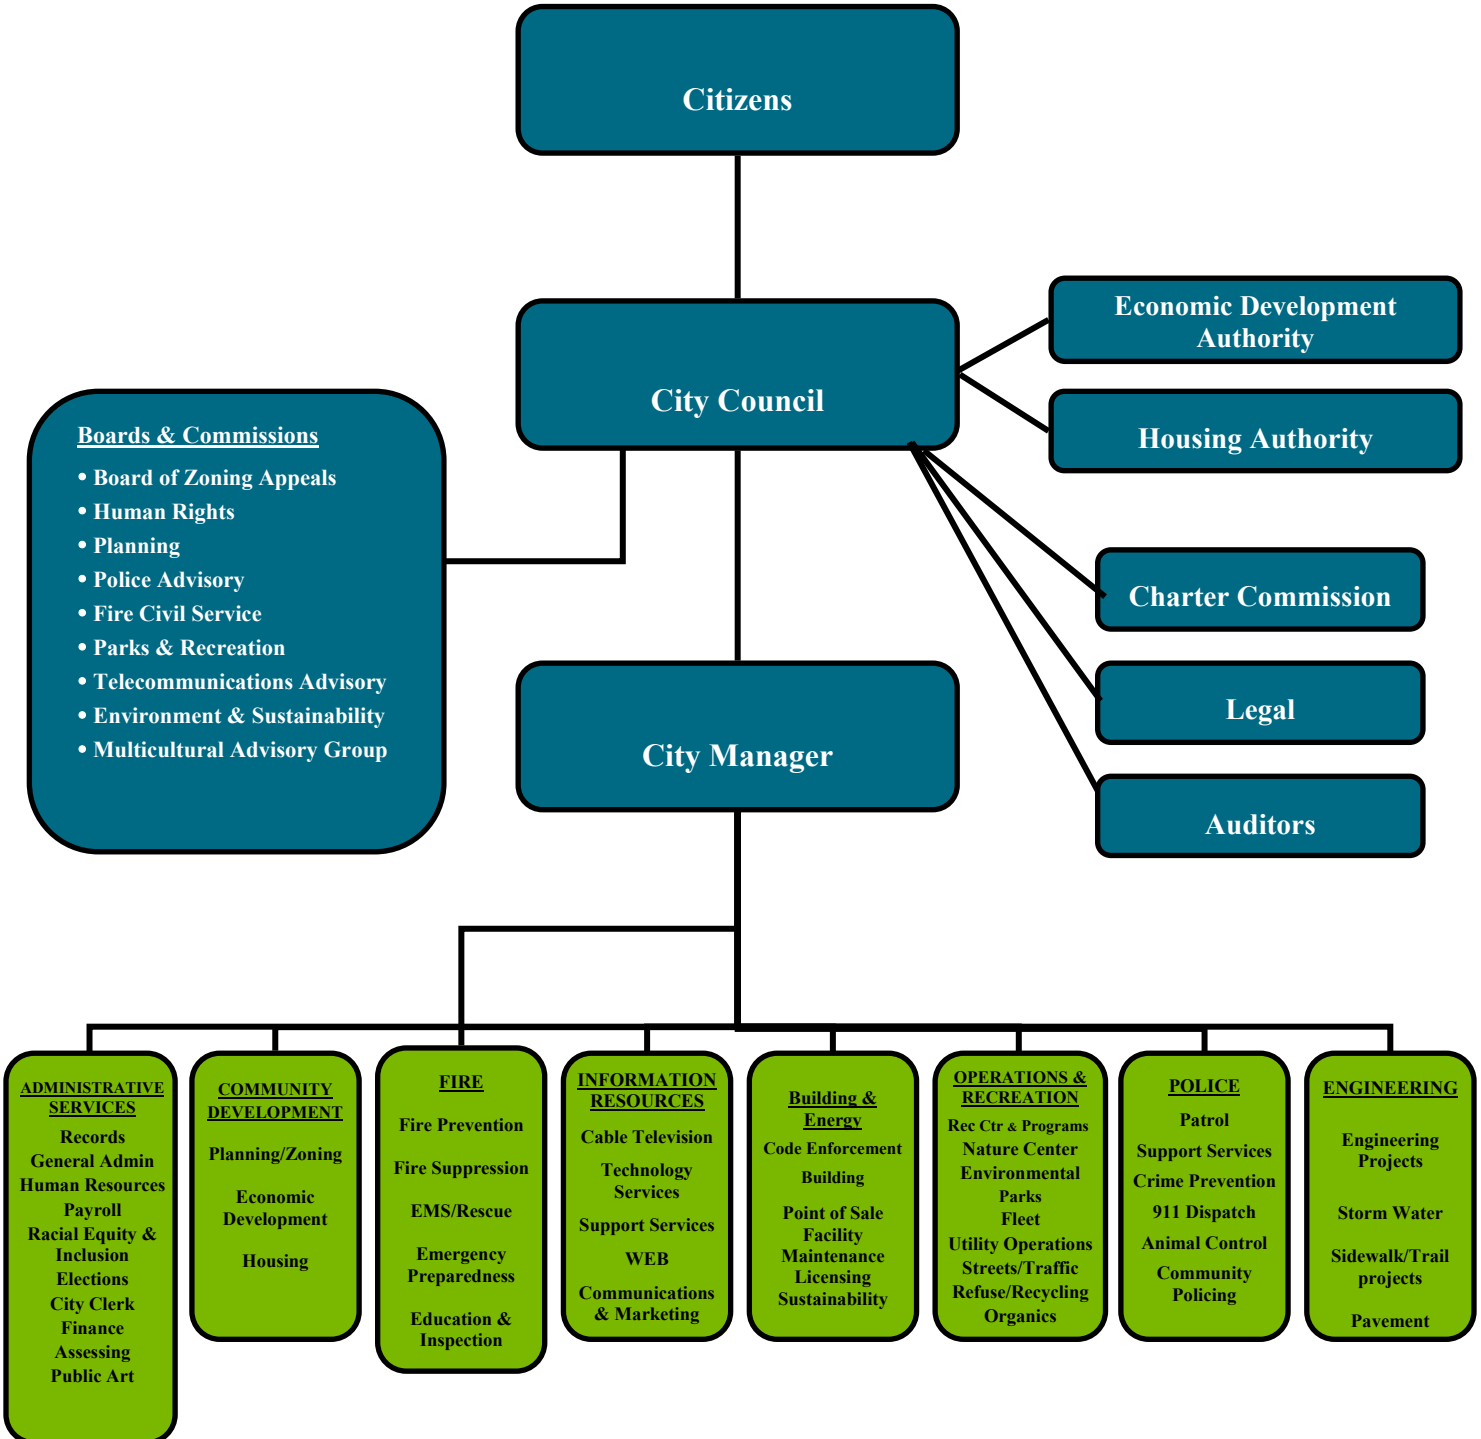 Citizens
City Council
Economic Development
Authority
Housing Authority
Boards & Commissions
• Board of Zoning Appeals
• Human Rights
• Planning
• Police Advisory
• Fire Civil Service
• Parks & Recreation
• Telecommunications Advisory
• Environment & Sustainability
• Multicultural Advisory Group
Charter Commission
Legal
Auditors
City Manager
ADMINISTRATIVE
SERVICES
Records
General Admin
Human Resources
Payroll
Racial Equity &
Inclusion
Elections
City Clerk
Finance
Assessing
Public Art
COMMUNITY
DEVELOPMENT
Planning/Zoning
Economic
Development
Housing
FIRE
Fire Prevention
Fire Suppression
EMS/Rescue
Emergency
Preparedness
Education &
Inspection
INFORMATION
RESOURCES
Cable Television
Technology
Services
Support Services
WEB
Communications
& Marketing
Building &
Energy
Code Enforcement
Building
Point of Sale
Facility
Maintenance
Licensing
Sustainability
OPERATIONS &
RECREATION
Rec Ctr & Programs
Nature Center
Environmental
Parks
Fleet
Utility Operations
Streets/Traffic
Refuse/Recycling
Organics
POLICE
Patrol
Support Services
Crime Prevention
911 Dispatch
Animal Control
Community
Policing
ENGINEERING
Engineering
Projects
Storm Water
Sidewalk/Trail
projects
Pavement